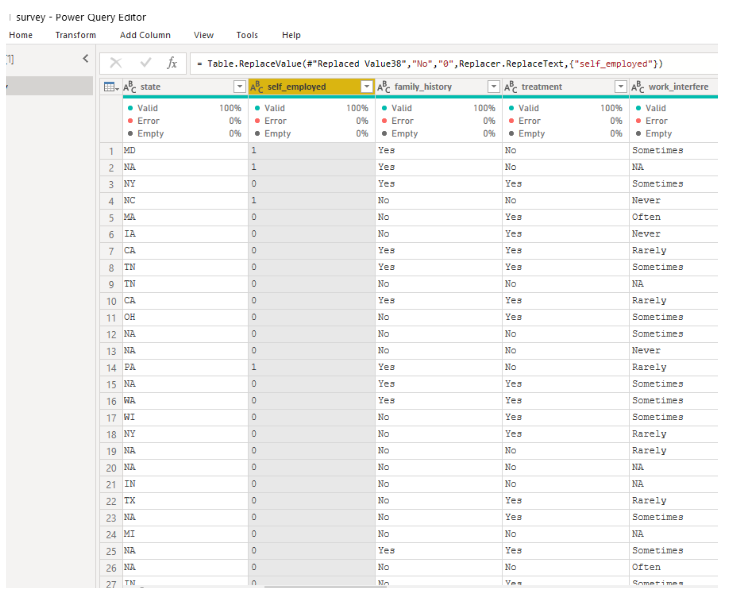 survey - Power Query Editor
Home Transform Add Column View Tools Help
= Table.ReplaceValue(#"Replaced Value38","No","0",Replacer.ReplaceText,{"self_employed"})
state self_employed family_history treatment work_interfere
Valid 100% Valid 100% Valid 100% Valid 100% Valid
Error 0% Error 0% Error 0% Error 0% Error
Empty 0% Empty 0% Empty 0% Empty 0% Empty
1 MD 1 Yes No Sometimes
2 NA 1 Yes No NA
3 NY 0 Yes Yes Sometimes
4 NC 1 No No Never
5 MA 0 No Yes Often
6 IA 0 No No Never
7 CA 0 Yes Yes Rarely
8 TN 0 Yes Yes Sometimes
9 TN 0 No No NA
10 CA 0 Yes Yes Rarely
11 OH 0 No Yes Sometimes
12 NA 0 No No Sometimes
13 NA 0 No No Never
14 PA 1 Yes No Rarely
15 NA 0 Yes Yes Sometimes
16 WA 0 Yes Yes Sometimes
17 WI 0 No Yes Sometimes
18 NY 0 No Yes Rarely
19 NA 0 No No Rarely
20 NA 0 No No NA
21 IN 0 No No NA
22 TX 0 No Yes Rarely
23 NA 0 No Yes Sometimes
24 MI 0 No No NA
25 NA 0 Yes Yes Sometimes
26 NA 0 No No Often
27 IN 0 No Yes Sometimes